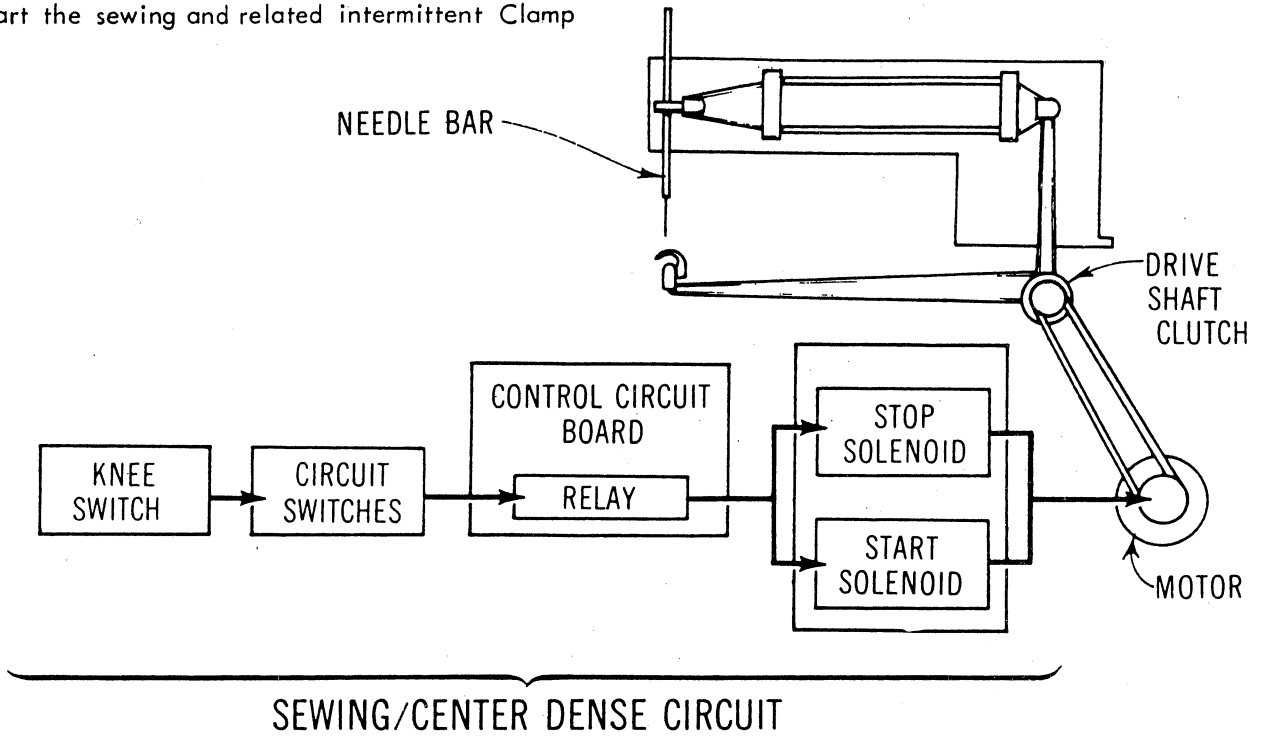 art the sewing and related intermittent Clamp
NEEDLE BAR
DRIVE
SHAFT
CLUTCH
CONTROL CIRCUIT
BOARD
RELAY
STOP
SOLENOID
KNEE
SWITCH
CIRCUIT
SWITCHES
START
SOLENOID
MOTOR
SEWING/CENTER DENSE CIRCUIT